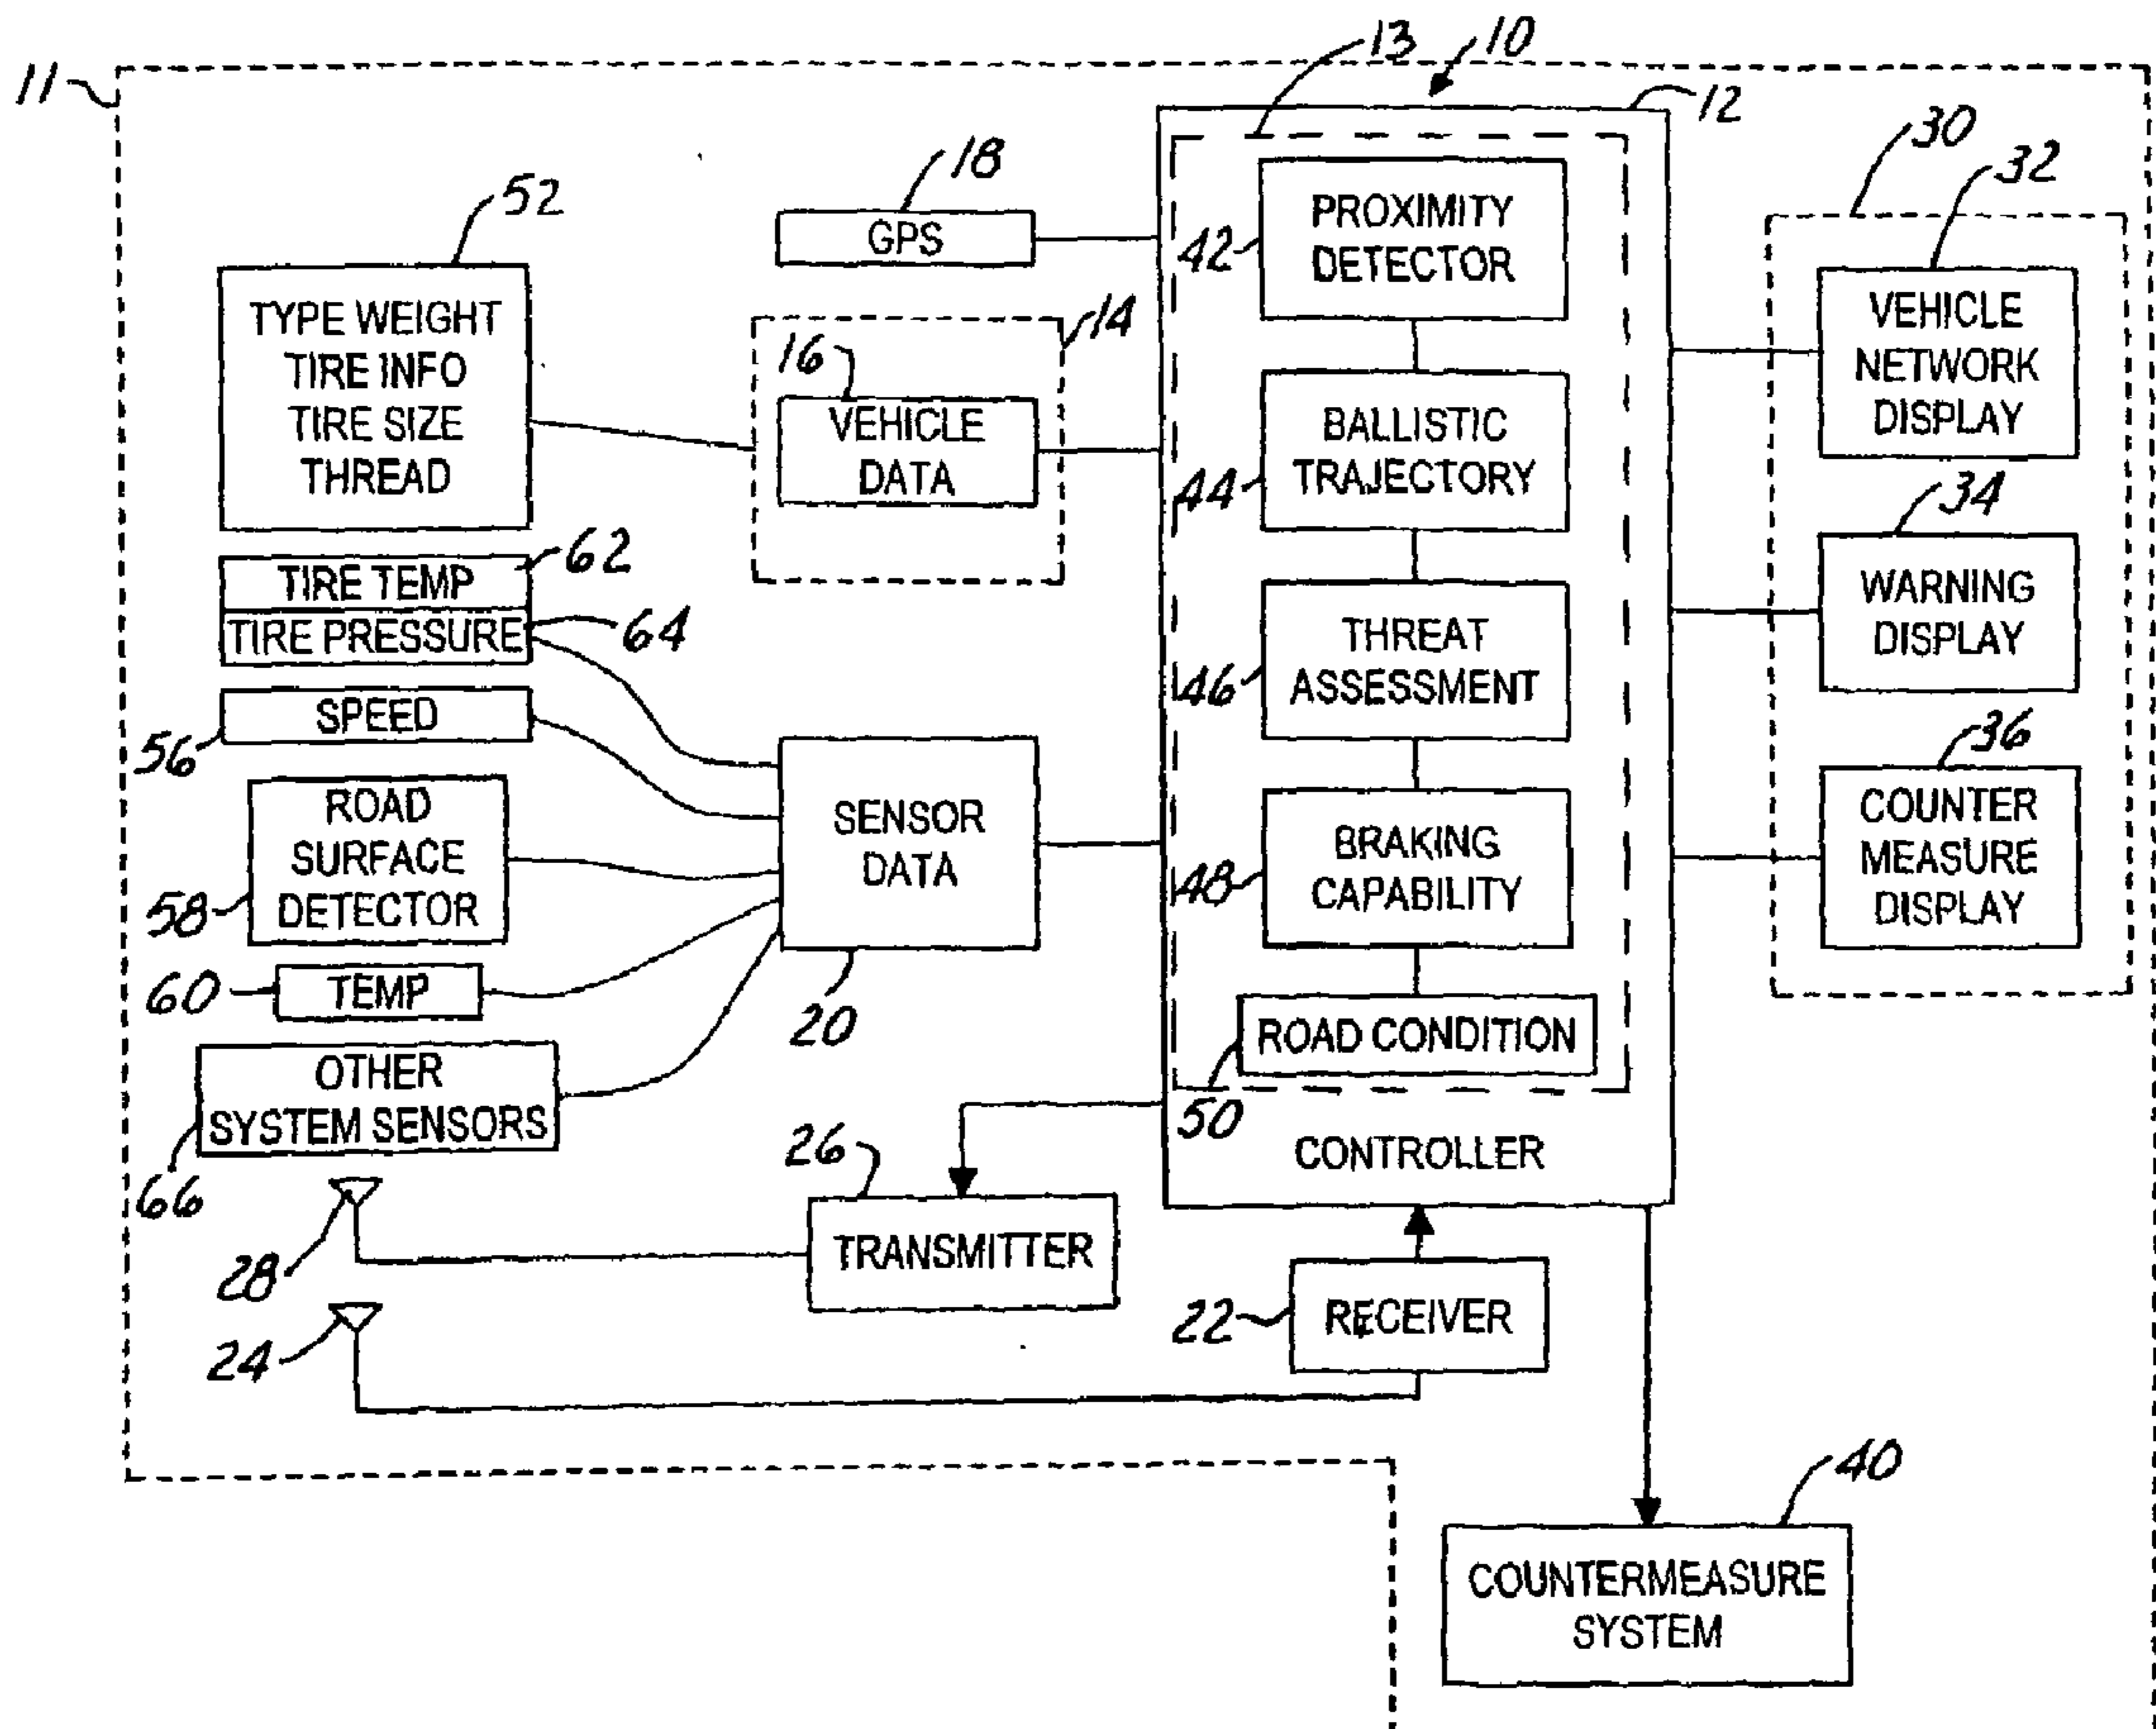 11
13
10
12
18
GPS
52
TYPE WEIGHT
TIRE INFO
TIRE SIZE
THREAD
14
16
VEHICLE
DATA
42
PROXIMITY
DETECTOR
44
BALLISTIC
TRAJECTORY
46
THREAT
ASSESSMENT
48
BRAKING
CAPABILITY
50
ROAD CONDITION
CONTROLLER
30
32
VEHICLE
NETWORK
DISPLAY
34
WARNING
DISPLAY
36
COUNTER
MEASURE
DISPLAY
TIRE TEMP
62
TIRE PRESSURE
64
SPEED
56
ROAD
SURFACE
DETECTOR
58
60
TEMP
OTHER
SYSTEM SENSORS
66
SENSOR
DATA
20
26
TRANSMITTER
28
24
22
RECEIVER
40
COUNTERMEASURE
SYSTEM